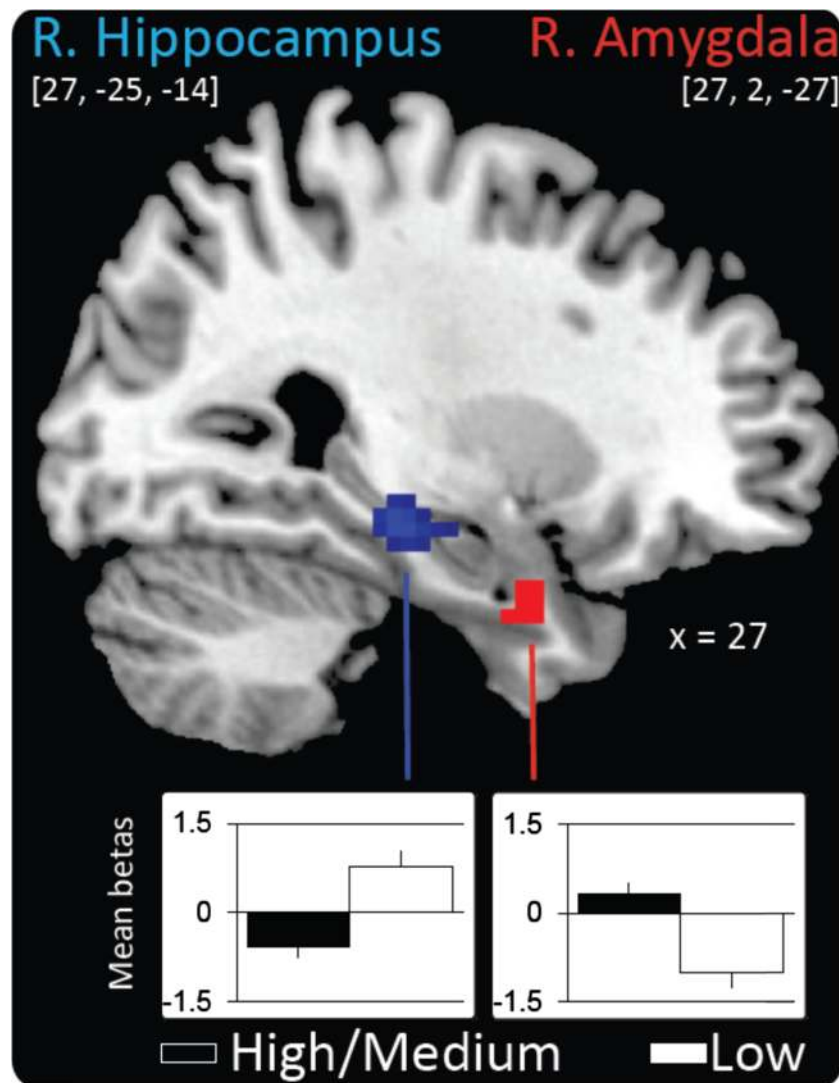 R. Hippocampus R. Amygdala
[27, -25, -14] [27, 2, -27]
x = 27
Mean betas
1.5 1.5
0 0
-1.5 -1.5
High/Medium Low